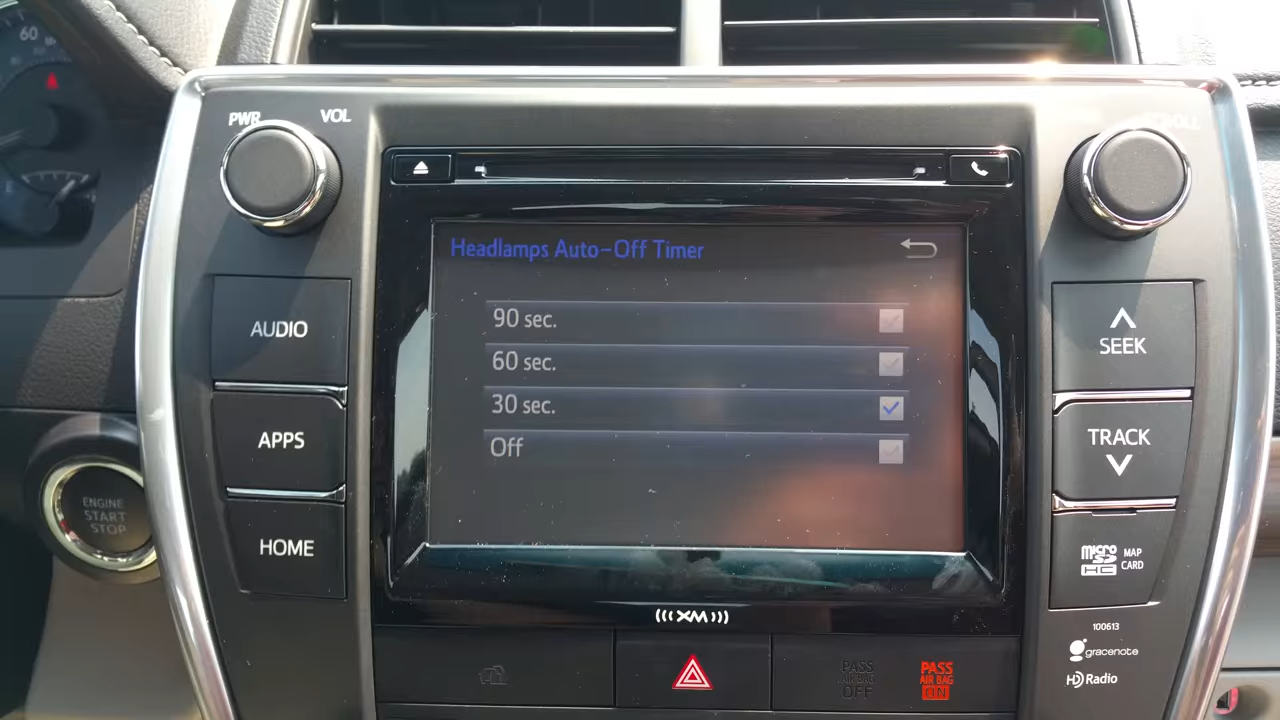 60
PWR VOL
Headlamps Auto-Off Timer
90 sec.
60 sec.
30 sec.
Off
AUDIO
APPS
HOME
ENGINE
START
STOP
SEEK
TRACK
micro
SD
HC
MAP
CARD
((( XM )))
100613
gracenote
HD Radio
PASS
AIR BAG
OFF
PASS
AIR BAG
ON
E